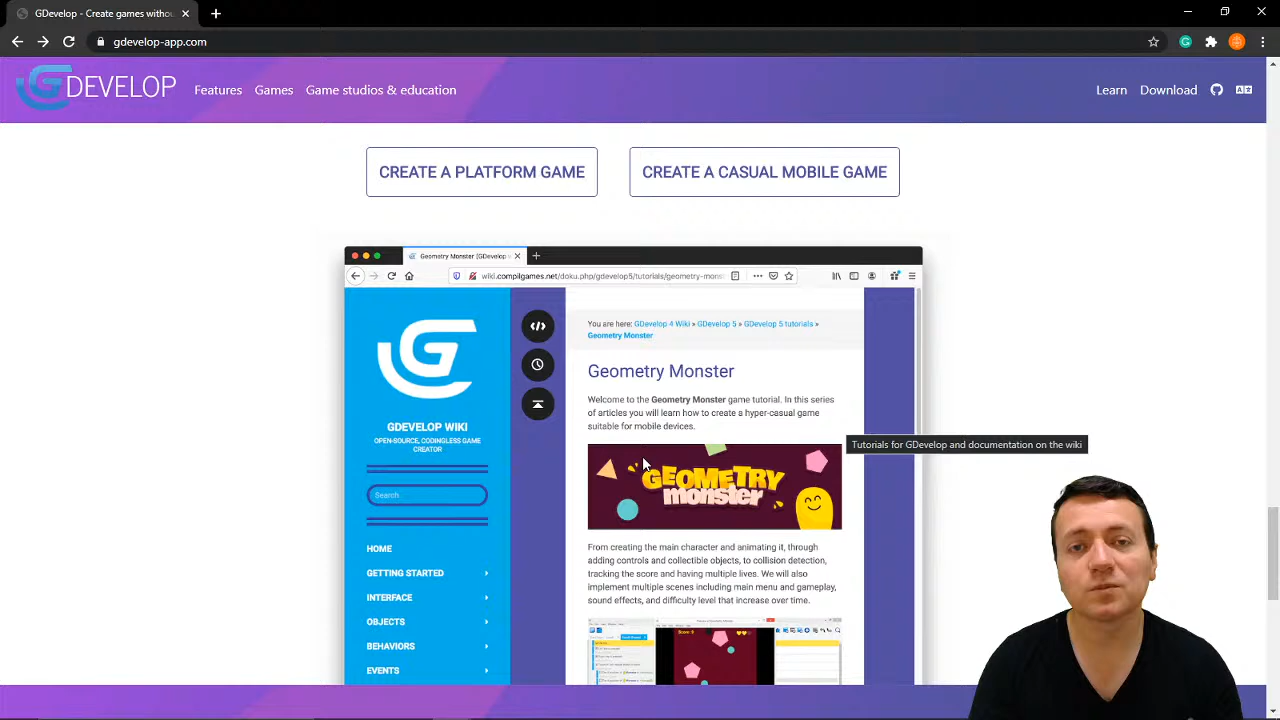 GDevelop - Create games withou
gdevelop-app.com
GDEVELOP
Features
Games
Game studios & education
Learn
Download
CREATE A PLATFORM GAME
CREATE A CASUAL MOBILE GAME
Geometry Monster [GDevelop
wiki.compilgames.net/doku.php/gdevelop5/tutorials/geometry-mons
You are here: GDevelop 4 Wiki » GDevelop 5 » GDevelop 5 tutorials »
Geometry Monster
GDEVELOP WIKI
OPEN-SOURCE, CODINGLESS GAME
CREATOR
Search
HOME
GETTING STARTED
INTERFACE
OBJECTS
BEHAVIORS
EVENTS
Geometry Monster
Welcome to the Geometry Monster game tutorial. In this series
of articles you will learn how to create a hyper-casual game
suitable for mobile devices.
GEOMETRY
monster
From creating the main character and animating it, through
adding controls and collectible objects, to collision detection,
tracking the score and having multiple lives. We will also
implement multiple scenes including main menu and gameplay,
sound effects, and difficulty level that increase over time.
Tutorials for GDevelop and documentation on the wiki